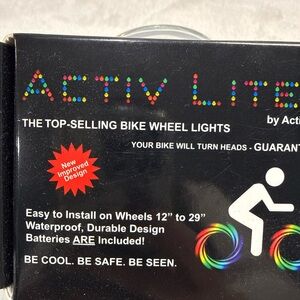 ACTIV LITE
by Acti
THE TOP-SELLING BIKE WHEEL LIGHTS
YOUR BIKE WILL TURN HEADS - GUARANT
New
Improved
Design
Easy to Install on Wheels 12" to 29"
Waterproof, Durable Design
Batteries ARE Included!
BE COOL. BE SAFE. BE SEEN.